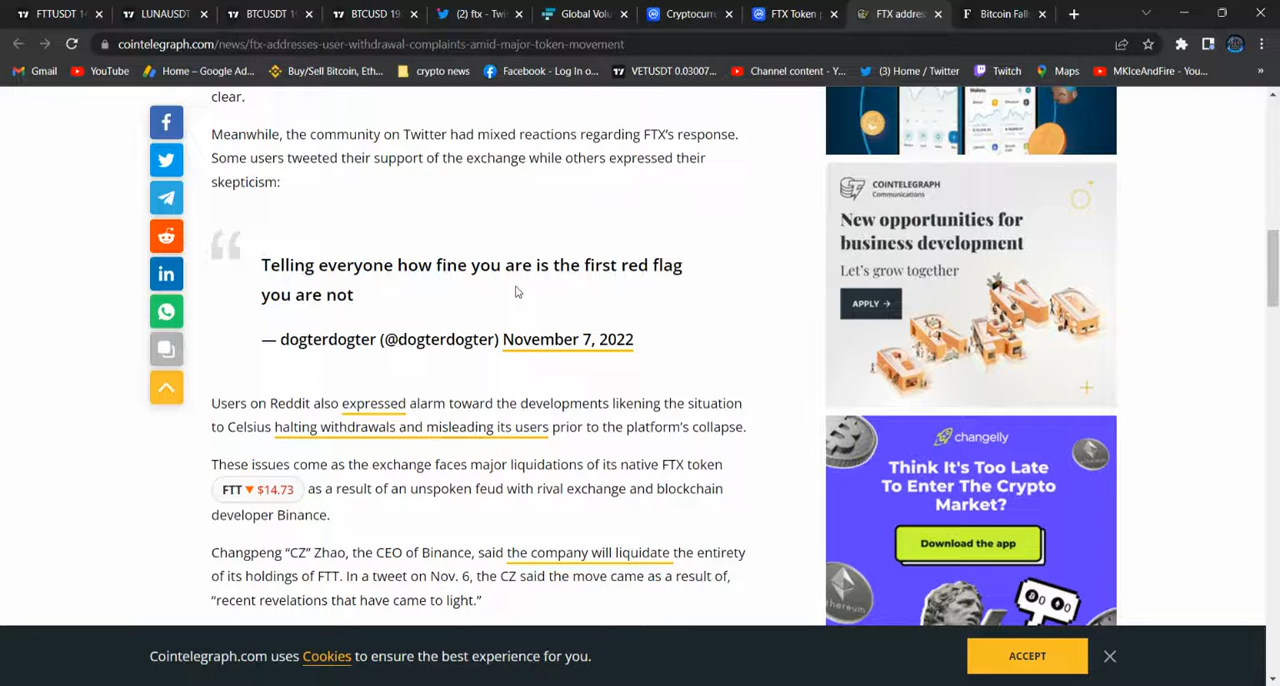 FTTUSDT 14
LUNAUSDT
BTCUSDT 19
BTCUSD 19
(2) ftx - Twi
Global Volu
Cryptocurr
FTX Token p
FTX addres
Bitcoin Fall
cointelegraph.com/news/ftx-addresses-user-withdrawal-complaints-amid-major-token-movement
Gmail
YouTube
Home – Google Ad...
Buy/Sell Bitcoin, Eth...
crypto news
Facebook - Log In o...
VETUSDT 0.03007...
Channel content - Y...
(3) Home / Twitter
Twitch
Maps
MKIceAndFire - You...
»
clear.
Meanwhile, the community on Twitter had mixed reactions regarding FTX's response.
Some users tweeted their support of the exchange while others expressed their
skepticism:
Telling everyone how fine you are is the first red flag
you are not
— dogterdogter (@dogterdogter) November 7, 2022
Users on Reddit also expressed alarm toward the developments likening the situation
to Celsius halting withdrawals and misleading its users prior to the platform's collapse.
These issues come as the exchange faces major liquidations of its native FTX token
FTT ▼ $14.73 as a result of an unspoken feud with rival exchange and blockchain
developer Binance.
Changpeng “CZ” Zhao, the CEO of Binance, said the company will liquidate the entirety
of its holdings of FTT. In a tweet on Nov. 6, the CZ said the move came as a result of,
“recent revelations that have came to light.”
COINTELEGRAPH
Communications
New opportunities for
business development
Let's grow together
APPLY →
changelly
Think It's Too Late
To Enter The Crypto
Market?
Download the app
Cointelegraph.com uses Cookies to ensure the best experience for you.
ACCEPT